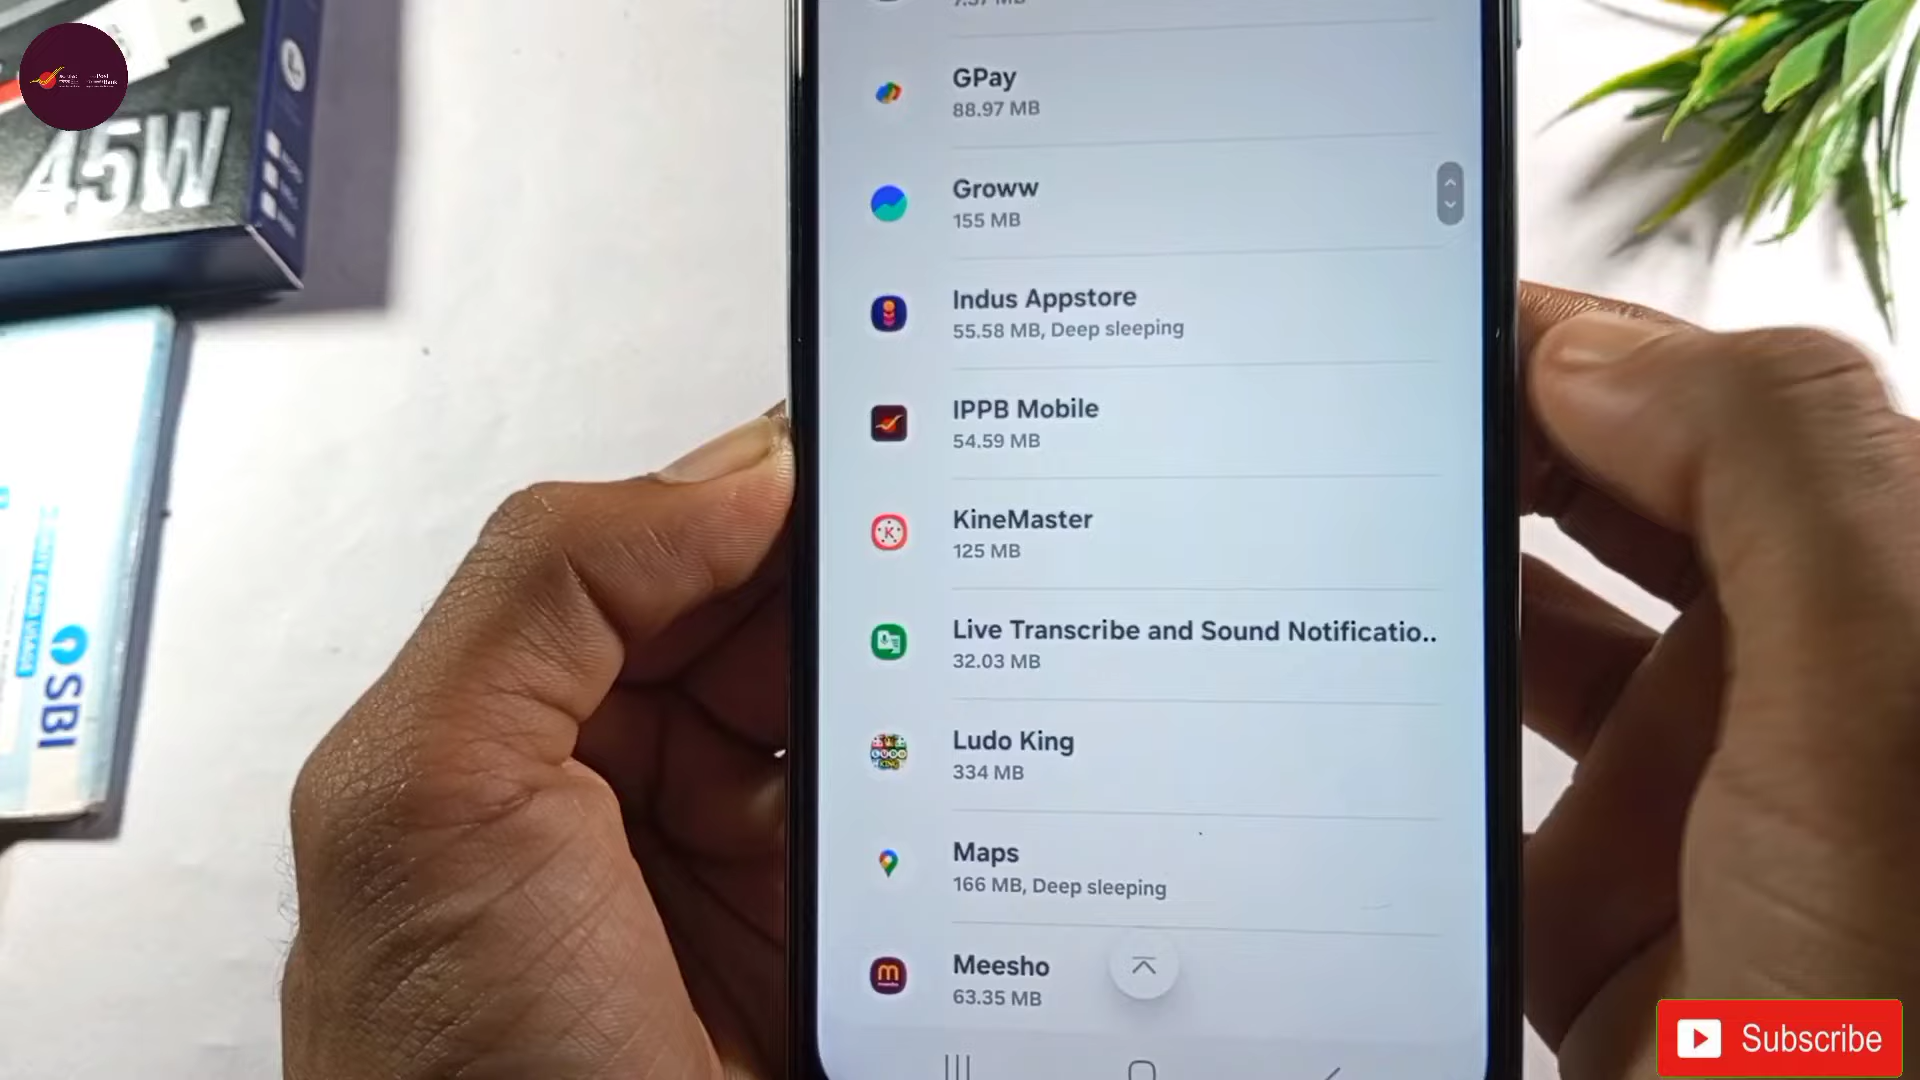 45W
SBI
GPay
88.97 MB
Groww
155 MB
Indus Appstore
55.58 MB, Deep sleeping
IPPB Mobile
54.59 MB
KineMaster
125 MB
Live Transcribe and Sound Notificatio..
32.03 MB
Ludo King
334 MB
Maps
166 MB, Deep sleeping
Meesho
63.35 MB
Subscribe